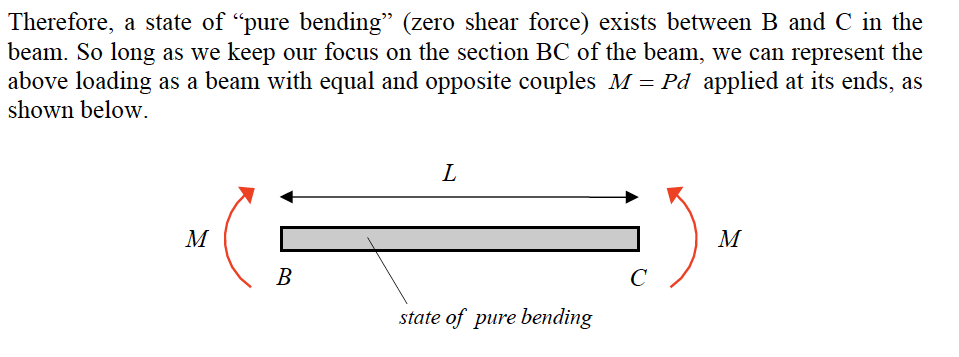 Therefore, a state of “pure bending” (zero shear force) exists between B and C in the
beam. So long as we keep our focus on the section BC of the beam, we can represent the
above loading as a beam with equal and opposite couples M = Pd applied at its ends, as
shown below.
L
M
M
B
C
state of pure bending